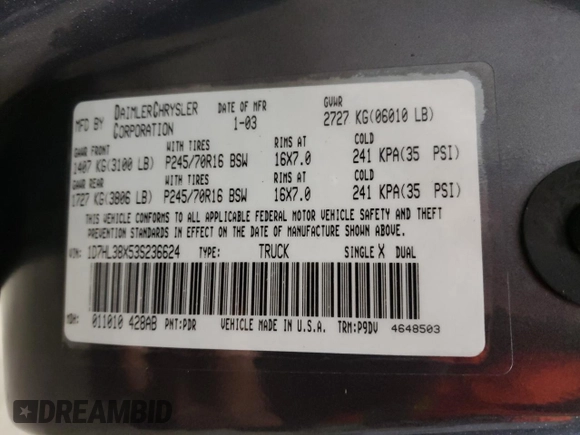 MFD BY DAIMLERCHRYSLER CORPORATION DATE OF MFR 1-03 GVWR 2727 KG(06010 LB)
GAWR FRONT WITH TIRES RIMS AT COLD
1407 KG(3100 LB) P245/70R16 BSW 16X7.0 241 KPA(35 PSI)
GAWR REAR WITH TIRES RIMS AT COLD
1727 KG(3806 LB) P245/70R16 BSW 16X7.0 241 KPA(35 PSI)
THIS VEHICLE CONFORMS TO ALL APPLICABLE FEDERAL MOTOR VEHICLE SAFETY AND THEFT
PREVENTION STANDARDS IN EFFECT ON THE DATE OF MANUFACTURE SHOWN ABOVE.
VIN: 1D7HL38X53S236624 TYPE: TRUCK SINGLE X DUAL
MDH: 011010 428AB PNT:PDR VEHICLE MADE IN U.S.A. TRM:P9DV 4648503
DREAMBID